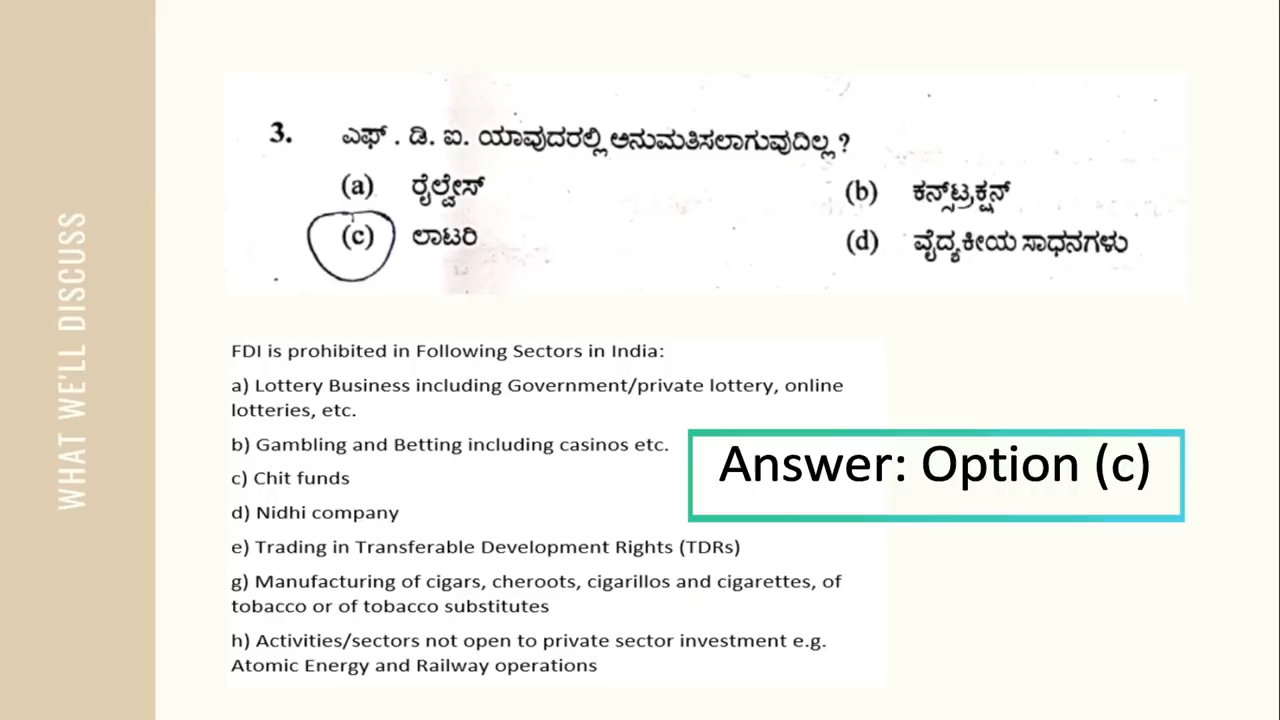 WHAT WE'LL DISCUSS
3. ಎಫ್ . ಡಿ. ಐ. ಯಾವುದರಲ್ಲಿ ಅನುಮತಿಸಲಾಗುವುದಿಲ್ಲ ?
(a) ರೈಲ್ವೇಸ್ (b) ಕನ್ಸ್‌ಟ್ರಕ್ಷನ್
(c) ಲಾಟರಿ (d) ವೈದ್ಯಕೀಯ ಸಾಧನಗಳು
FDI is prohibited in Following Sectors in India:
a) Lottery Business including Government/private lottery, online
lotteries, etc.
b) Gambling and Betting including casinos etc.
c) Chit funds
d) Nidhi company
e) Trading in Transferable Development Rights (TDRs)
g) Manufacturing of cigars, cheroots, cigarillos and cigarettes, of
tobacco or of tobacco substitutes
h) Activities/sectors not open to private sector investment e.g.
Atomic Energy and Railway operations
Answer: Option (c)